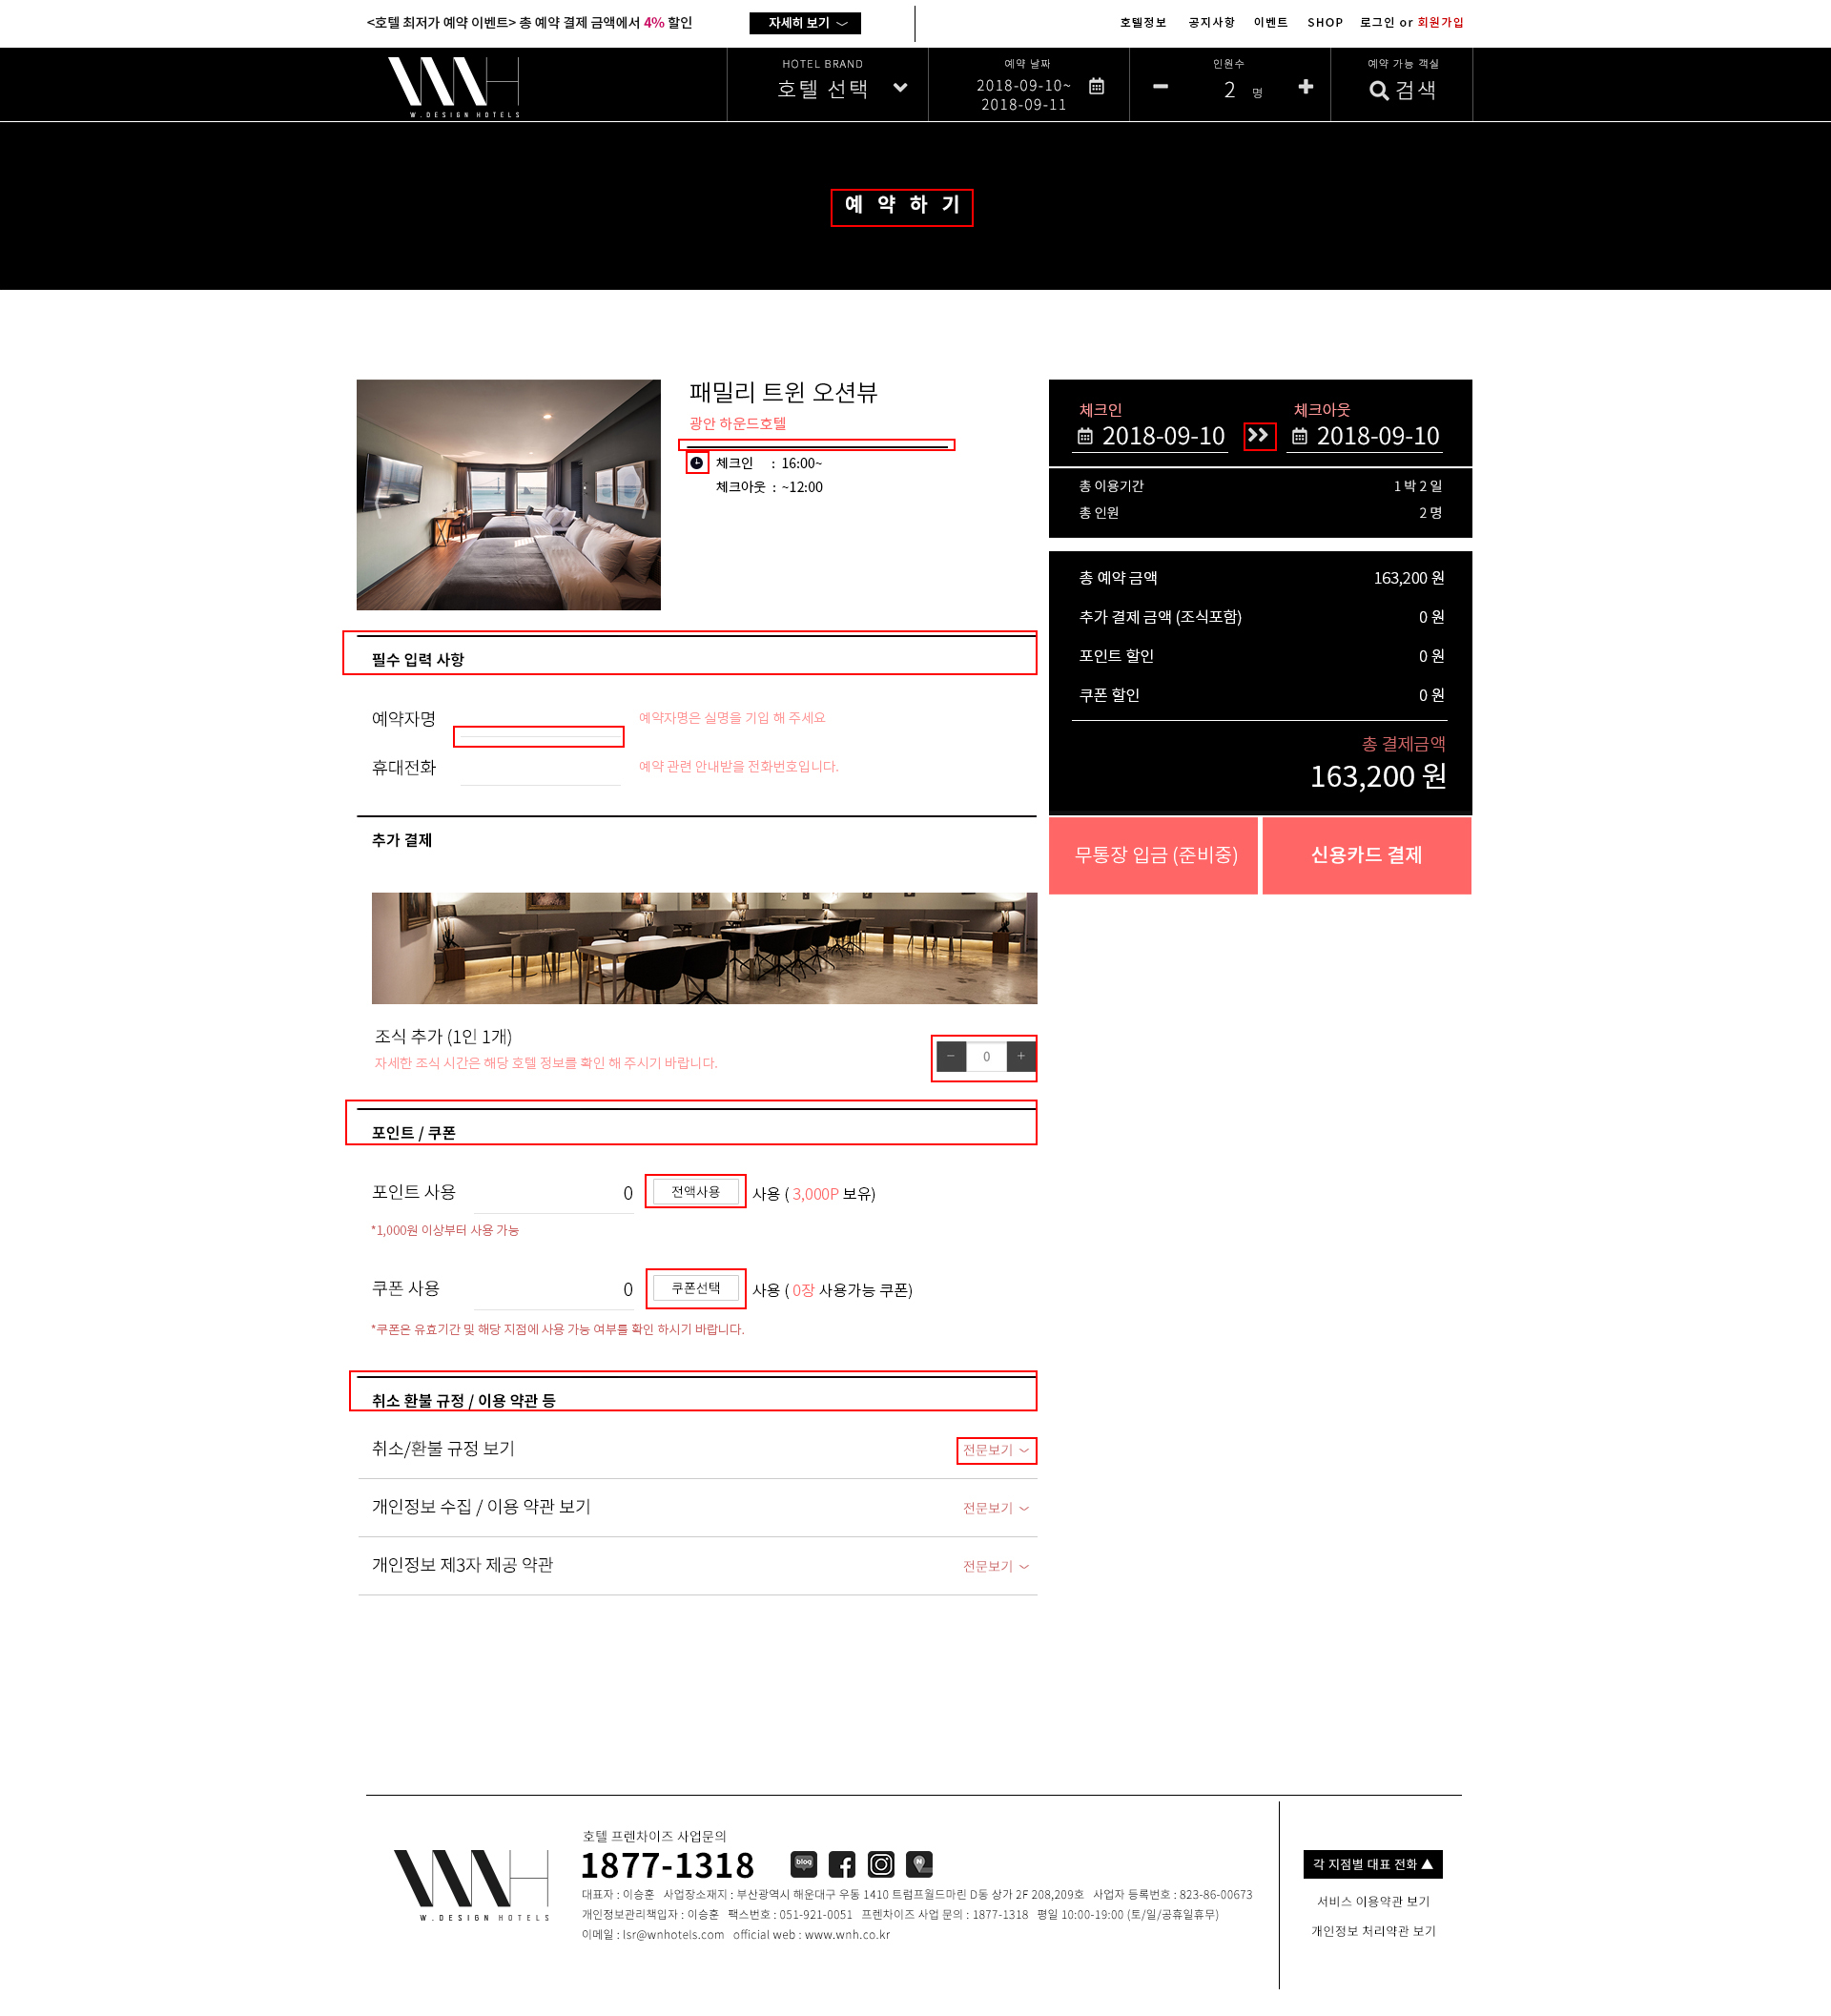 <호텔 최저가 예약 이벤트> 총 예약 결제 금액에서 4% 할인
자세히 보기
호텔정보 공지사항 이벤트 SHOP 로그인 or 회원가입
WNH
W.DESIGN HOTELS
HOTEL BRAND
호텔 선택
예약 날짜
2018-09-10~
2018-09-11
인원수
2 명
예약 가능 객실
검색
예 약 하 기
패밀리 트윈 오션뷰
광안 하운드호텔
체크인 : 16:00~
체크아웃 : ~12:00
체크인
2018-09-10
체크아웃
2018-09-10
총 이용기간 1 박 2 일
총 인원 2 명
총 예약 금액 163,200 원
추가 결제 금액 (조식포함) 0 원
포인트 할인 0 원
쿠폰 할인 0 원
총 결제금액
163,200 원
무통장 입금 (준비중)
신용카드 결제
필수 입력 사항
예약자명 예약자명은 실명을 기입 해 주세요
휴대전화 예약 관련 안내받을 전화번호입니다.
추가 결제
조식 추가 (1인 1개)
자세한 조식 시간은 해당 호텔 정보를 확인 해 주시기 바랍니다.
− 0 +
포인트 / 쿠폰
포인트 사용 0 전액사용 사용 ( 3,000P 보유)
*1,000원 이상부터 사용 가능
쿠폰 사용 0 쿠폰선택 사용 ( 0장 사용가능 쿠폰)
*쿠폰은 유효기간 및 해당 지점에 사용 가능 여부를 확인 하시기 바랍니다.
취소 환불 규정 / 이용 약관 등
취소/환불 규정 보기 전문보기
개인정보 수집 / 이용 약관 보기 전문보기
개인정보 제3자 제공 약관 전문보기
WNH
W.DESIGN HOTELS
호텔 프렌차이즈 사업문의
1877-1318
blog
N
대표자 : 이승훈 사업장소재지 : 부산광역시 해운대구 우동 1410 트럼프월드마린 D동 상가 2F 208,209호 사업자 등록번호 : 823-86-00673
개인정보관리책임자 : 이승훈 팩스번호 : 051-921-0051 프렌차이즈 사업 문의 : 1877-1318 평일 10:00-19:00 (토/일/공휴일휴무)
이메일 : lsr@wnhotels.com official web : www.wnh.co.kr
각 지점별 대표 전화 ▲
서비스 이용약관 보기
개인정보 처리약관 보기